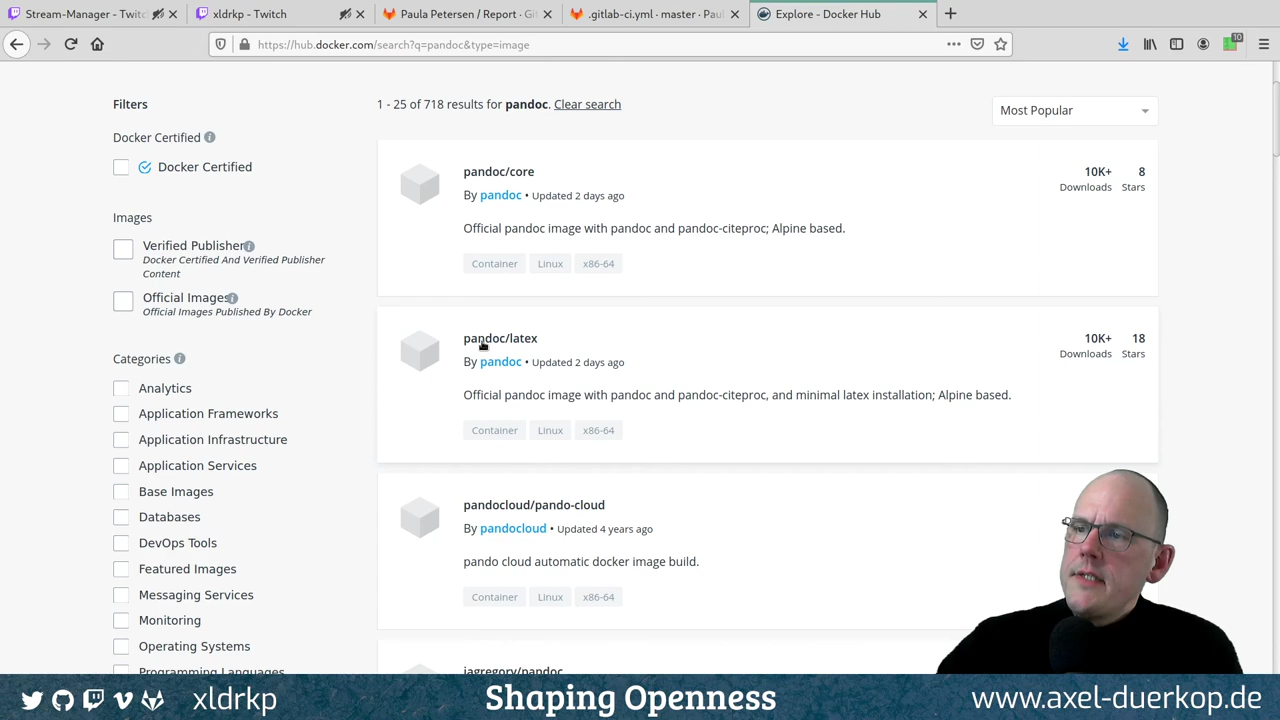 Stream-Manager - Twitc
xldrkp - Twitch
Paula Petersen / Report · Gi
.gitlab-ci.yml · master · Pau
Explore - Docker Hub
https://hub.docker.com/search?q=pandoc&type=image
10
Filters
1 - 25 of 718 results for pandoc. Clear search
Most Popular
Docker Certified
Docker Certified
Images
Verified Publisher
Docker Certified And Verified Publisher
Content
Official Images
Official Images Published By Docker
Categories
Analytics
Application Frameworks
Application Infrastructure
Application Services
Base Images
Databases
DevOps Tools
Featured Images
Messaging Services
Monitoring
Operating Systems
Programming Languages
pandoc/core
10K+ 8
By pandoc • Updated 2 days ago
Downloads Stars
Official pandoc image with pandoc and pandoc-citeproc; Alpine based.
Container Linux x86-64
pandoc/latex
10K+ 18
By pandoc • Updated 2 days ago
Downloads Stars
Official pandoc image with pandoc and pandoc-citeproc, and minimal latex installation; Alpine based.
Container Linux x86-64
pandocloud/pando-cloud
By pandocloud • Updated 4 years ago
pando cloud automatic docker image build.
Container Linux x86-64
jagregory/pandoc
xldrkp
Shaping Openness
www.axel-duerkop.de